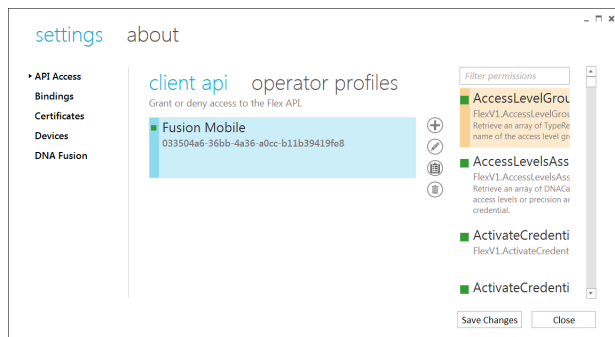 settings about
API Access
Bindings
Certificates
Devices
DNA Fusion
client api operator profiles
Grant or deny access to the Flex API.
Fusion Mobile
033504a6-36bb-4a36-a0cc-b11b39419fe8
Filter permissions
AccessLevelGrou
FlexV1.AccessLevelGrou
Retrieve an array of TypeRe
name of the access level gr
AccessLevelsAss
FlexV1.AccessLevelsAss
Retrieve an array of DNACa
access levels or precision ac
credential.
ActivateCredenti
FlexV1.ActivateCredent
ActivateCredenti
Save Changes Close